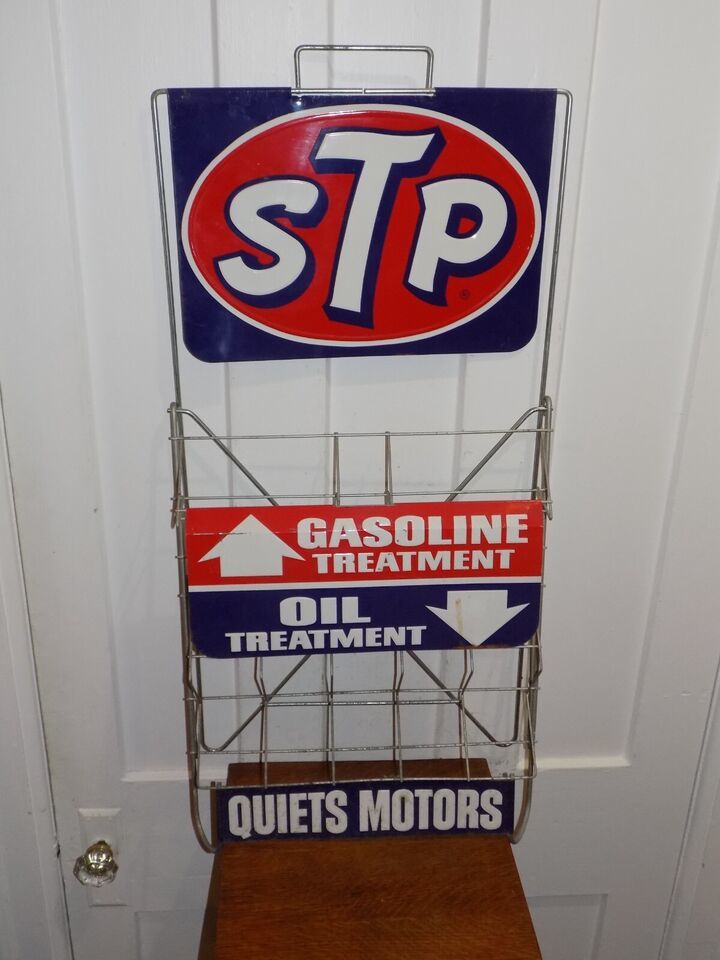 STP
®
GASOLINE
TREATMENT
OIL
TREATMENT
QUIETS MOTORS